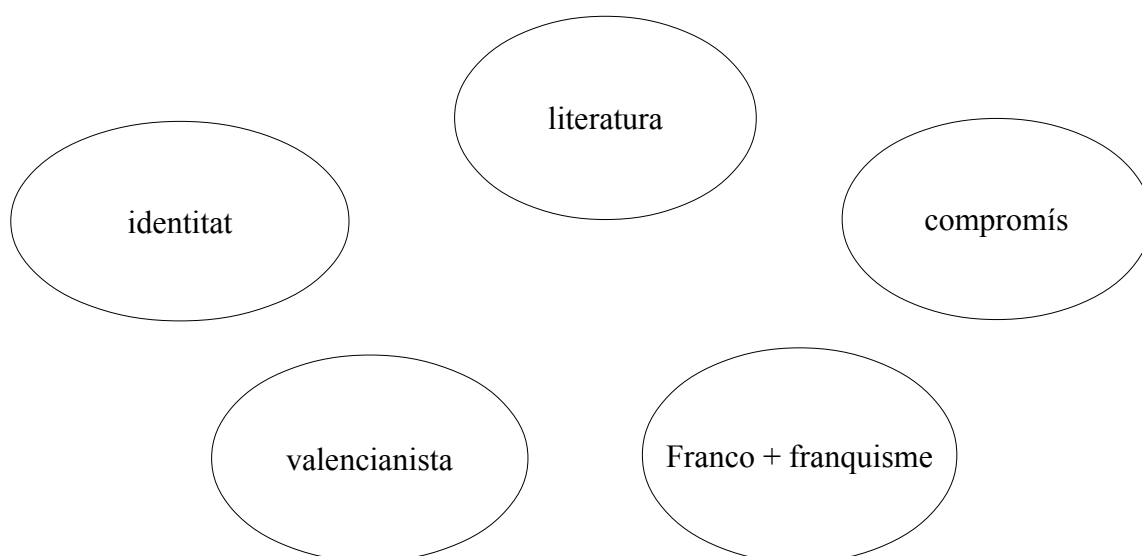 literatura
identitat
compromís
valencianista
Franco + franquisme